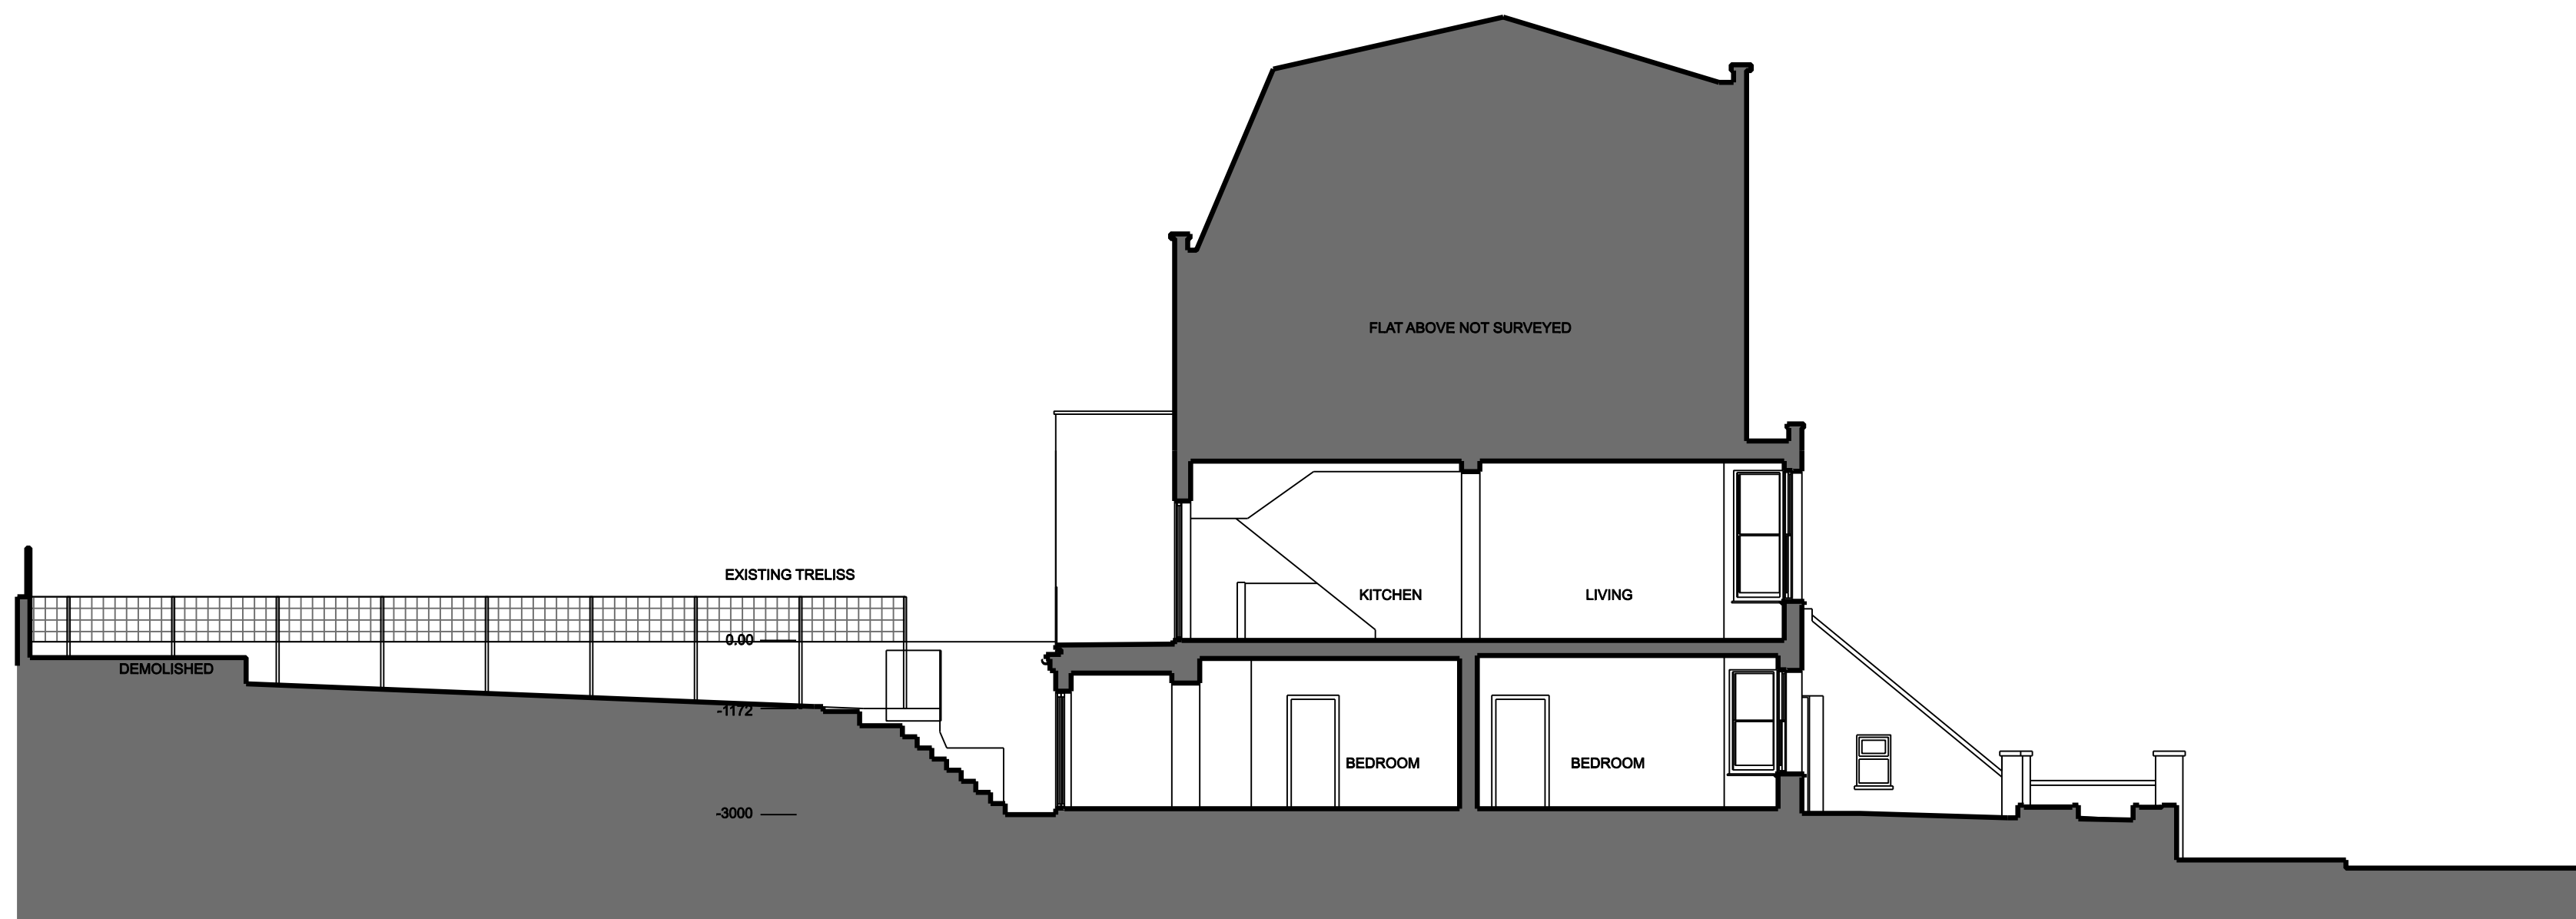 FLAT ABOVE NOT SURVEYED
EXISTING TRELISS
KITCHEN
LIVING
0.00
DEMOLISHED
-1172
BEDROOM
BEDROOM
-3000